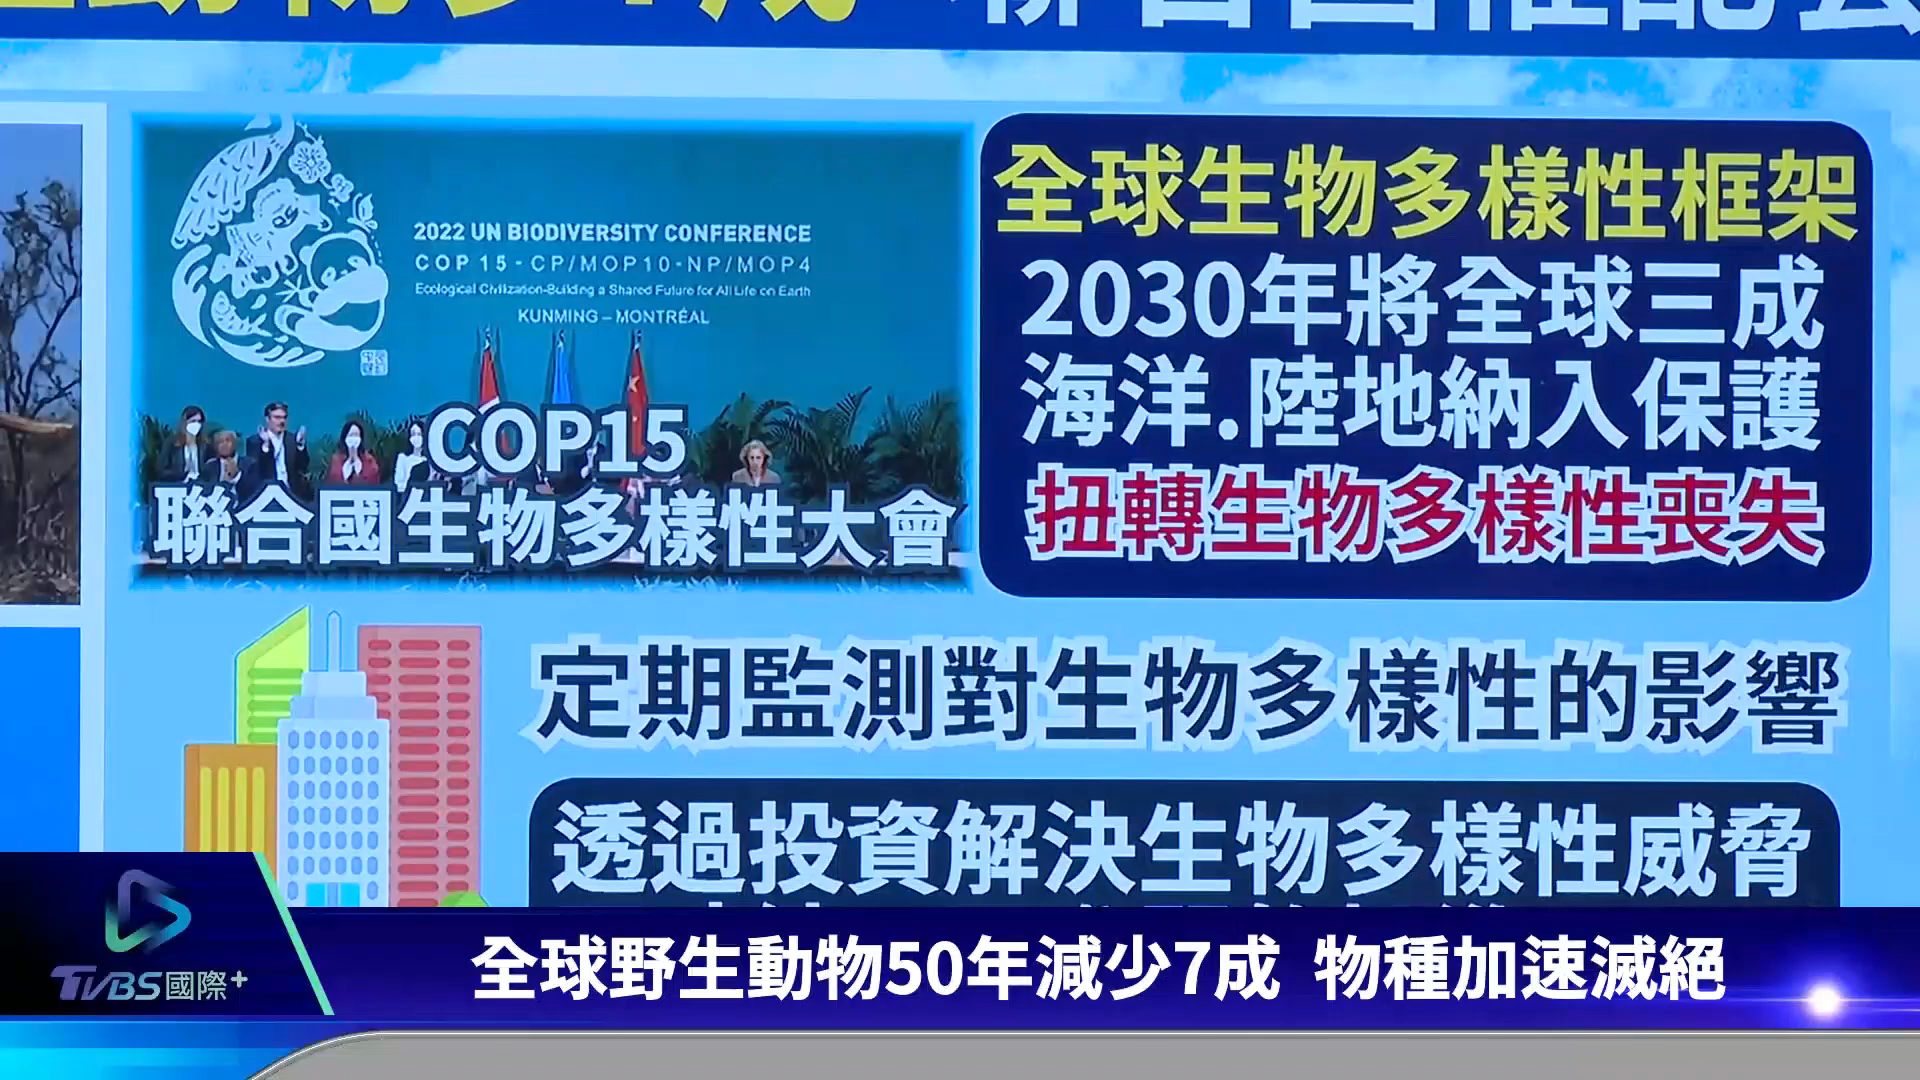 2022 UN BIODIVERSITY CONFERENCE
COP 15 - CP/MOP10-NP/MOP4
Ecological Civilization-Building a Shared Future for All Life on Earth
KUNMING – MONTRÉAL
COP15
聯合國生物多樣性大會
全球生物多樣性框架
2030年將全球三成
海洋.陸地納入保護
扭轉生物多樣性喪失
定期監測對生物多樣性的影響
透過投資解決生物多樣性威脅
全球野生動物50年減少7成 物種加速滅絕
TVBS國際+